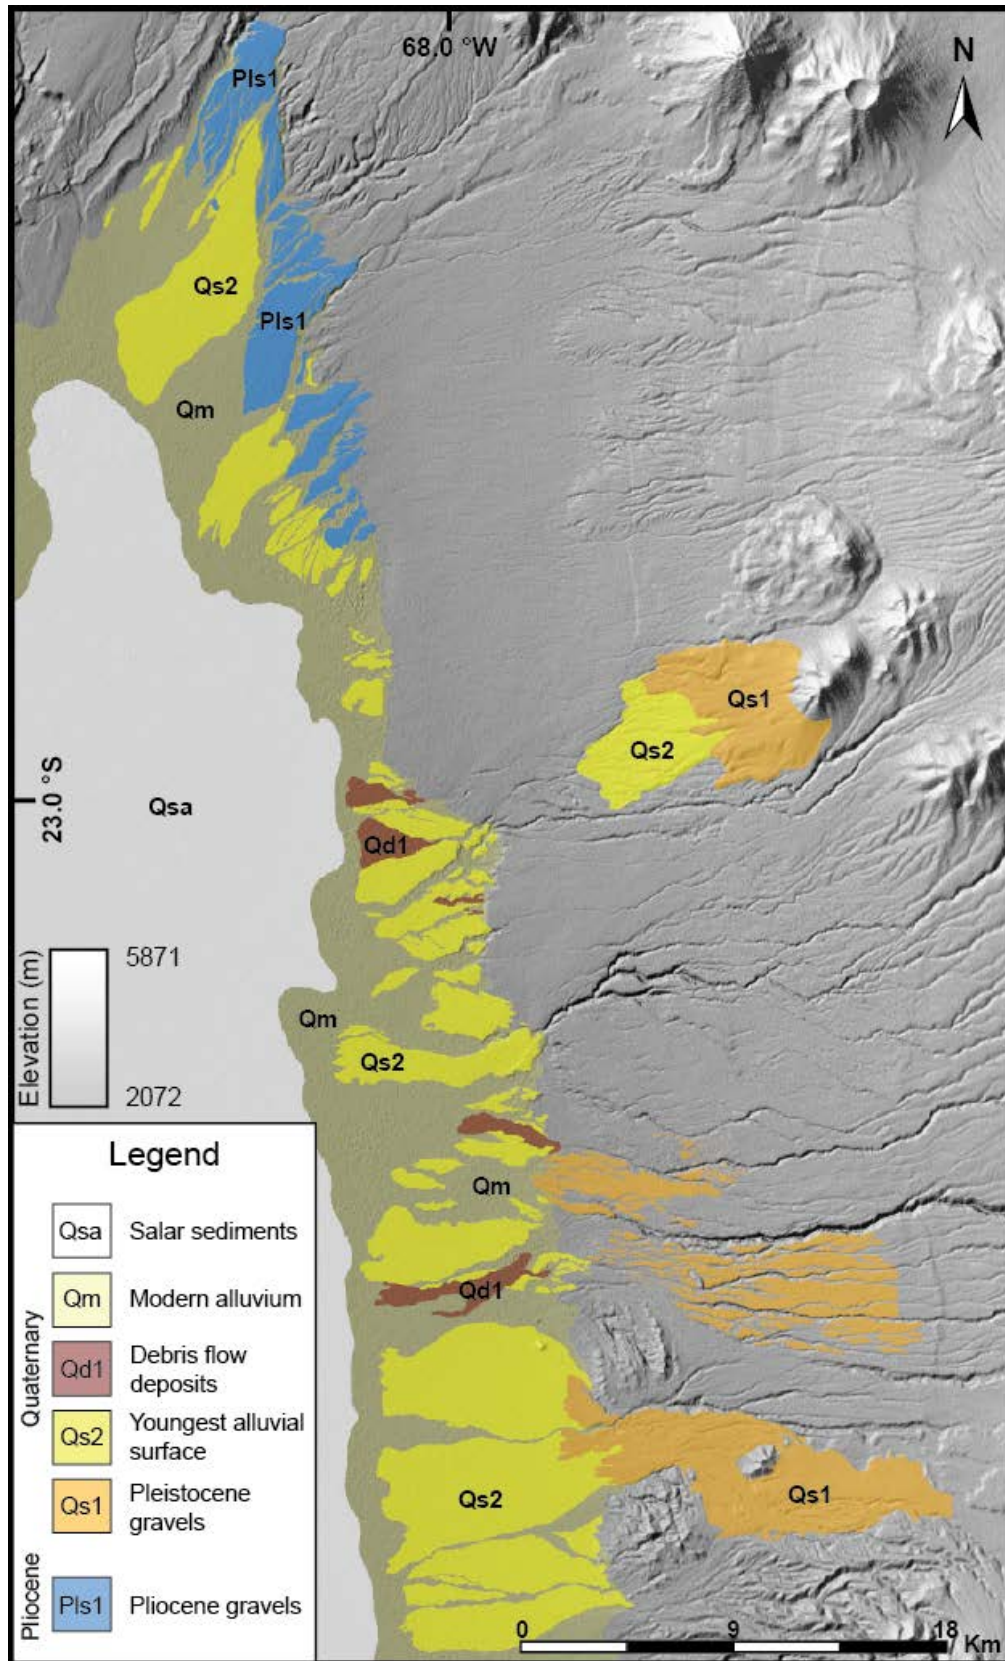 68.0 °W
N
Pls1
Qs2
Pls1
Qm
Qs1
Qs2
23.0 °S
Qsa
Qd1
Elevation (m)
5871
2072
Qm
Qs2
Qm
Qd1
Qs2
Qs1
Legend
Quaternary
Qsa Salar sediments
Qm Modern alluvium
Qd1 Debris flow
deposits
Qs2 Youngest alluvial
surface
Qs1 Pleistocene
gravels
Pliocene
Pls1 Pliocene gravels
0 9 18 Km